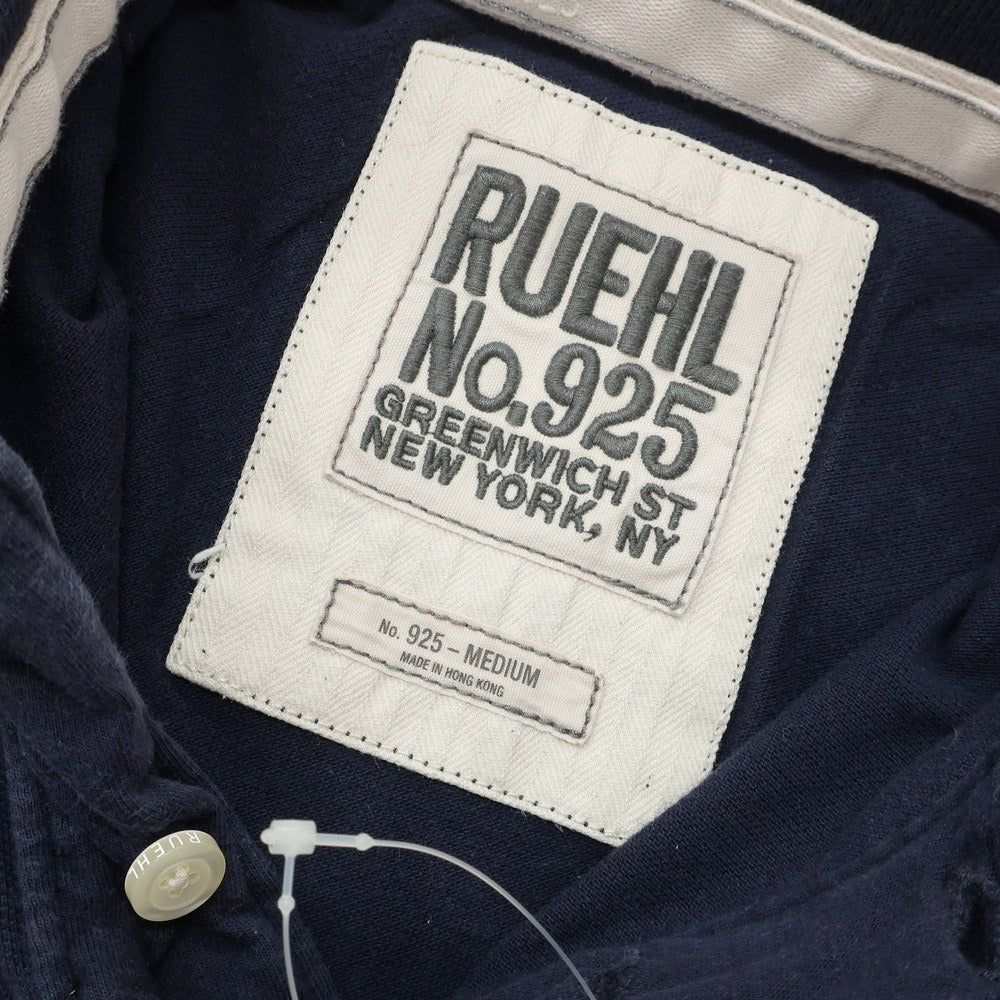 RUEHL
No.925
GREENWICH ST
NEW YORK, NY
No. 925 – MEDIUM
MADE IN HONG KONG
RUEHL